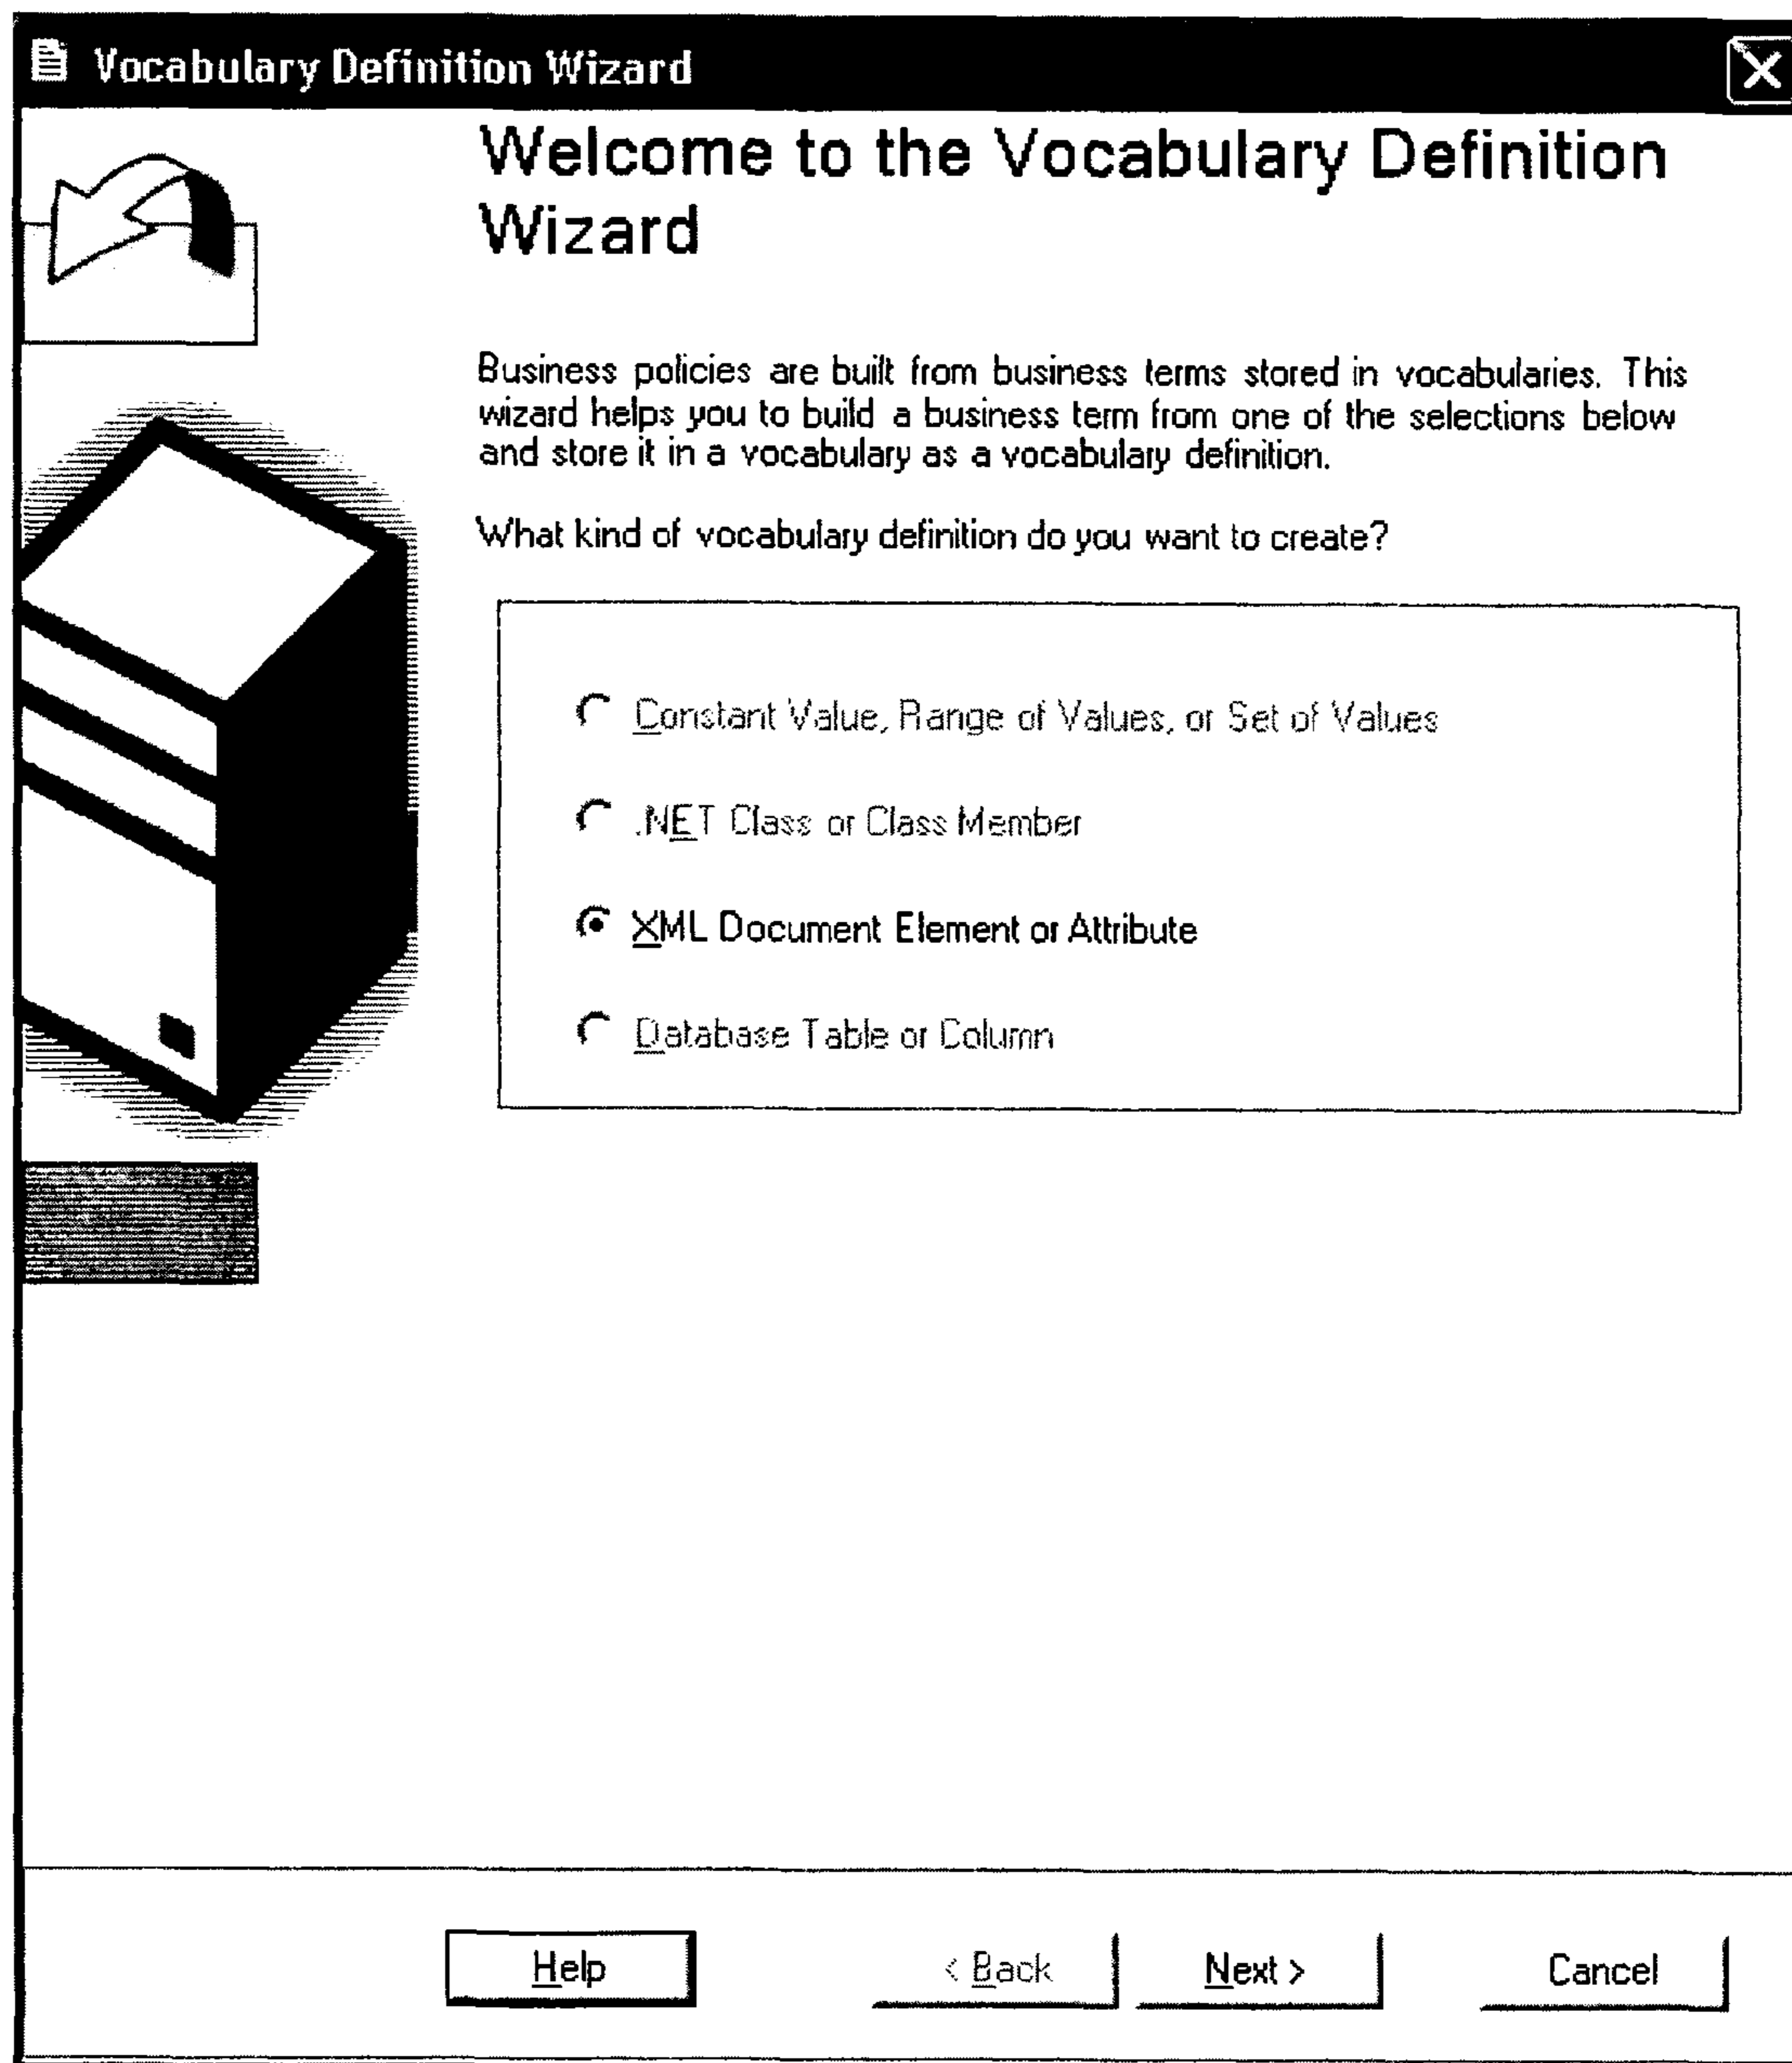 Vocabulary Definition Wizard
Welcome to the Vocabulary Definition
Wizard
Business policies are built from business terms stored in vocabularies. This
wizard helps you to build a business term from one of the selections below
and store it in a vocabulary as a vocabulary definition.
What kind of vocabulary definition do you want to create?
Constant Value, Range of Values, or Set of Values
.NET Class or Class Member
XML Document Element or Attribute
Database Table or Column
Help
< Back
Next >
Cancel